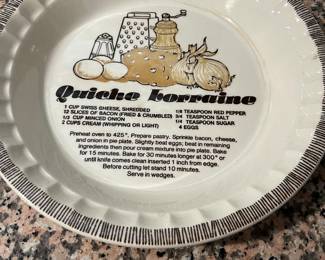 Quiche Lorraine
1 CUP SWISS SHEESE, SHREDDED
12 SLICES OF BACON (FRIED & CRUMBLED)
1/3 CUP MINCED ONION
2 CUPS CREAM (WHIPPING OR LIGHT)
1/8 TEASPOON RED PEPPER
3/4 TEASPOON SALT
1/4 TEASPOON SUGAR
4 EGGS
Preheat oven to 425°. Prepare pastry. Sprinkle bacon, cheese,
and onion in pie plate. Slightly beat eggs; beat in remaining
ingredients then pour cream mixture into pie plate. Bake
for 15 minutes. Bake for 30 minutes longer at 300° or
until knife comes clean inserted 1 inch from edge.
Before cutting let stand 10 minutes.
Serve in wedges.